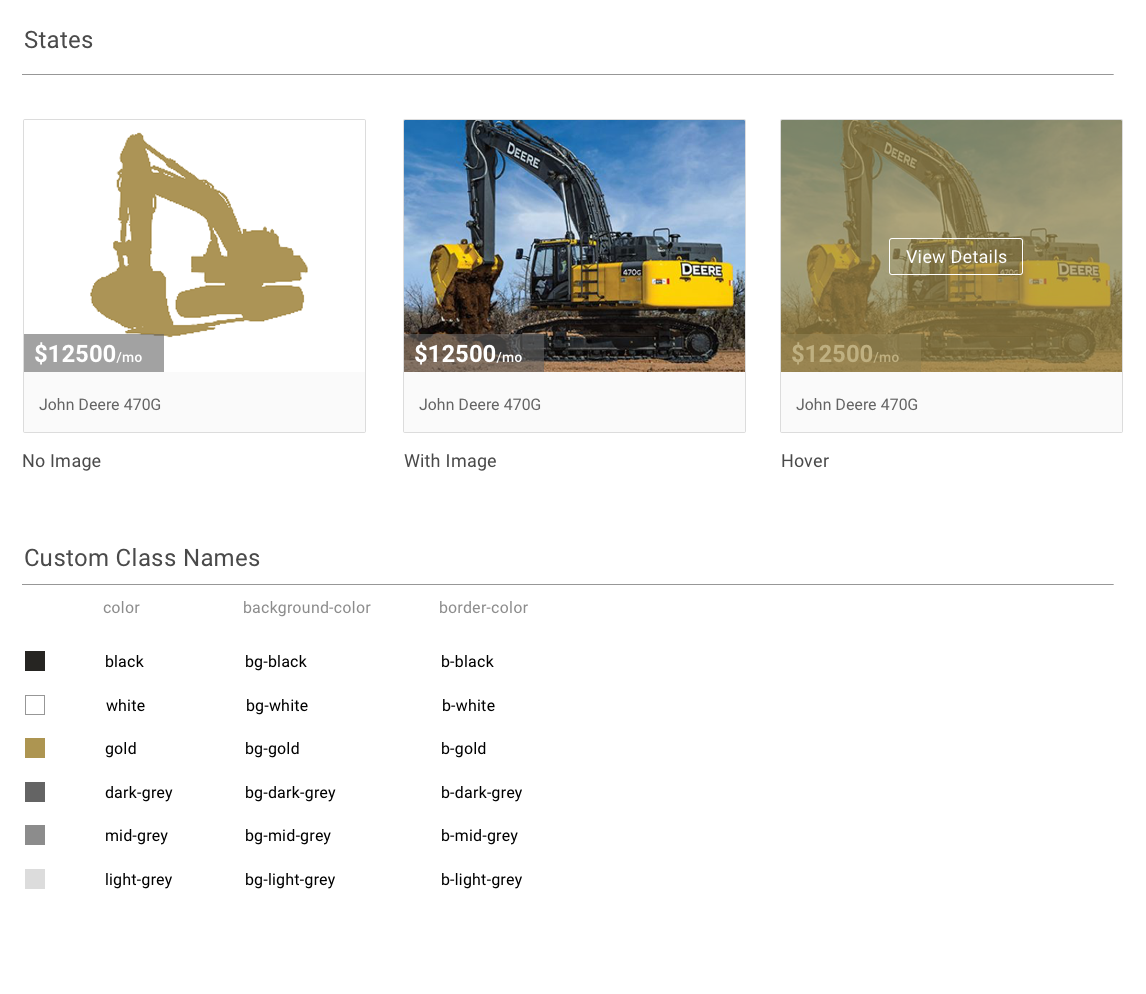 States
DEERE
DEERE
470G
DEERE
470G
DEERE
View Details
$12500/mo
$12500/mo
$12500/mo
John Deere 470G
John Deere 470G
John Deere 470G
No Image
With Image
Hover
Custom Class Names
color background-color border-color
black bg-black b-black
white bg-white b-white
gold bg-gold b-gold
dark-grey bg-dark-grey b-dark-grey
mid-grey bg-mid-grey b-mid-grey
light-grey bg-light-grey b-light-grey